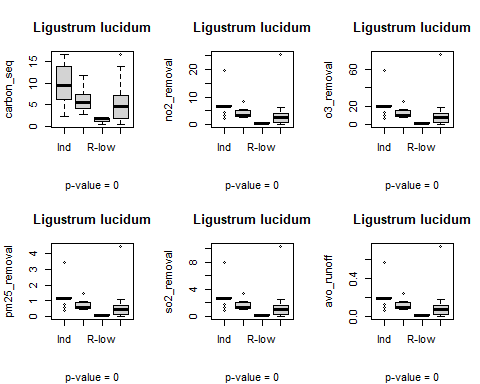 Ligustrum lucidum
carbon_seq
0 5 10 15
Ind R-low
p-value = 0
Ligustrum lucidum
no2_removal
0 10 20
Ind R-low
p-value = 0
Ligustrum lucidum
o3_removal
0 20 60
Ind R-low
p-value = 0
Ligustrum lucidum
pm25_removal
0 1 2 3 4
Ind R-low
p-value = 0
Ligustrum lucidum
so2_removal
0 4 8
Ind R-low
p-value = 0
Ligustrum lucidum
avo_runoff
0.0 0.4
Ind R-low
p-value = 0